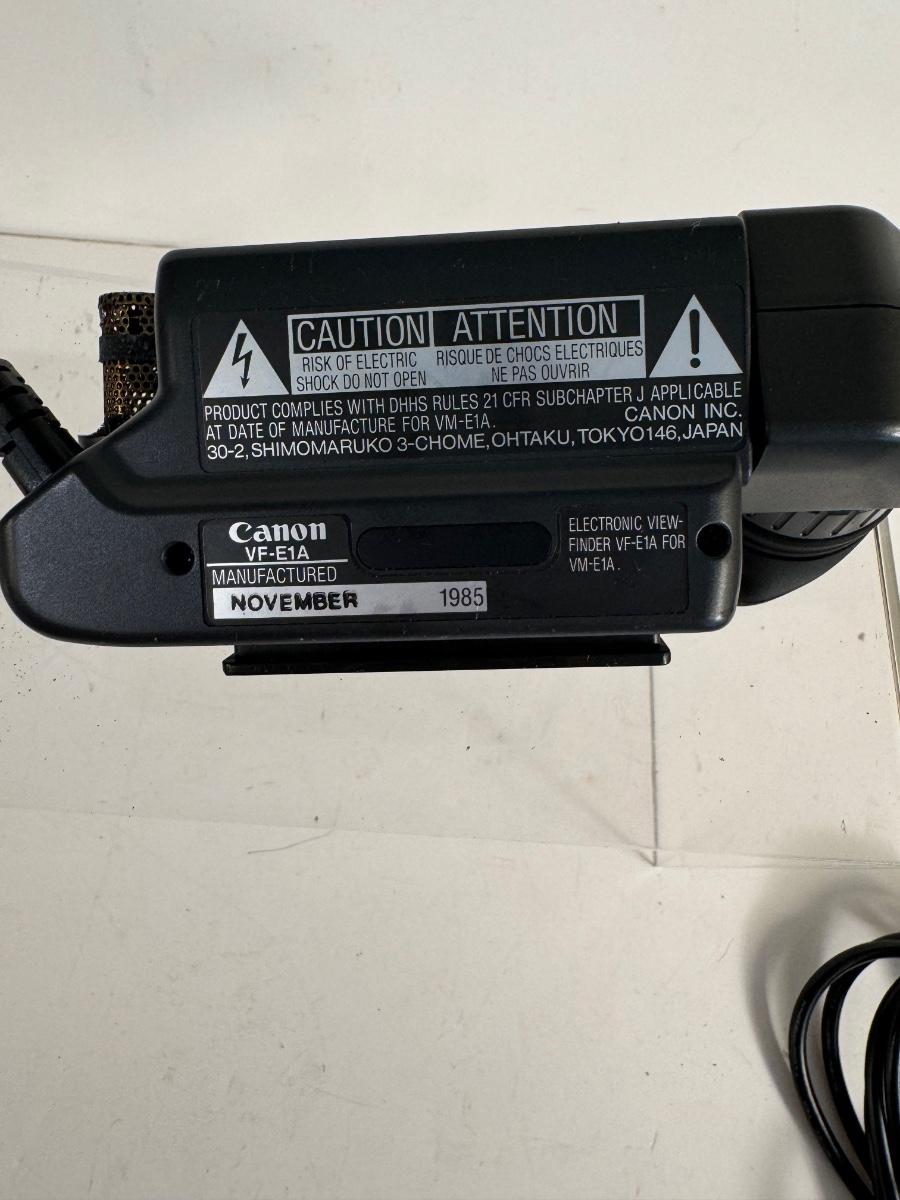 CAUTION ATTENTION
RISK OF ELECTRIC RISQUE DE CHOCS ELECTRIQUES
SHOCK DO NOT OPEN NE PAS OUVRIR
PRODUCT COMPLIES WITH DHHS RULES 21 CFR SUBCHAPTER J APPLICABLE
AT DATE OF MANUFACTURE FOR VM-E1A. CANON INC.
30-2, SHIMOMARUKO 3-CHOME, OHTAKU, TOKYO146, JAPAN
Canon
VF-E1A
MANUFACTURED
NOVEMBER 1985
ELECTRONIC VIEW-
FINDER VF-E1A FOR
VM-E1A.